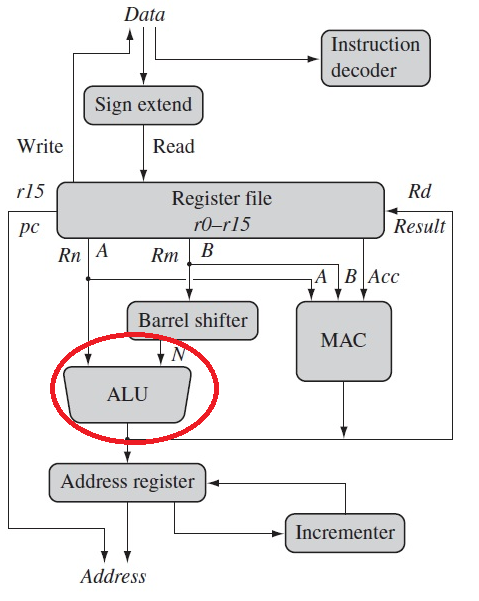 Data
Instruction
decoder
Sign extend
Write
Read
r15
Register file
r0–r15
Rd
pc
Result
Rn
A
Rm
B
A
B
Acc
Barrel shifter
MAC
N
ALU
Address register
Incrementer
Address